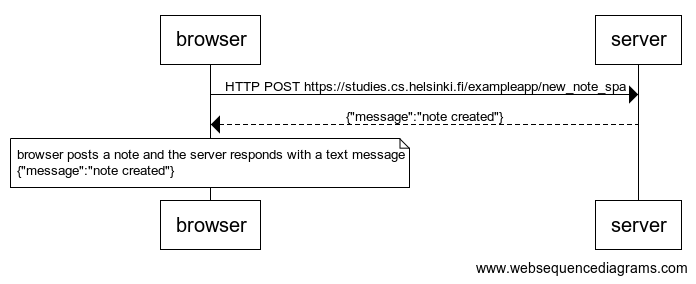 browser
server
HTTP POST https://studies.cs.helsinki.fi/exampleapp/new_note_spa
{"message":"note created"}
browser posts a note and the server responds with a text message
{"message":"note created"}
browser
server
www.websequencediagrams.com